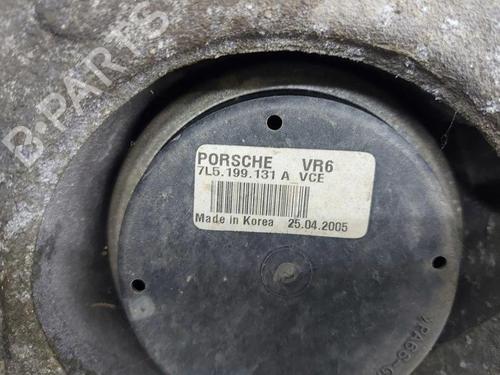 B-PARTS
PORSCHE VR6
7L5.199.131 A VCE
Made in Korea 25.04.2005